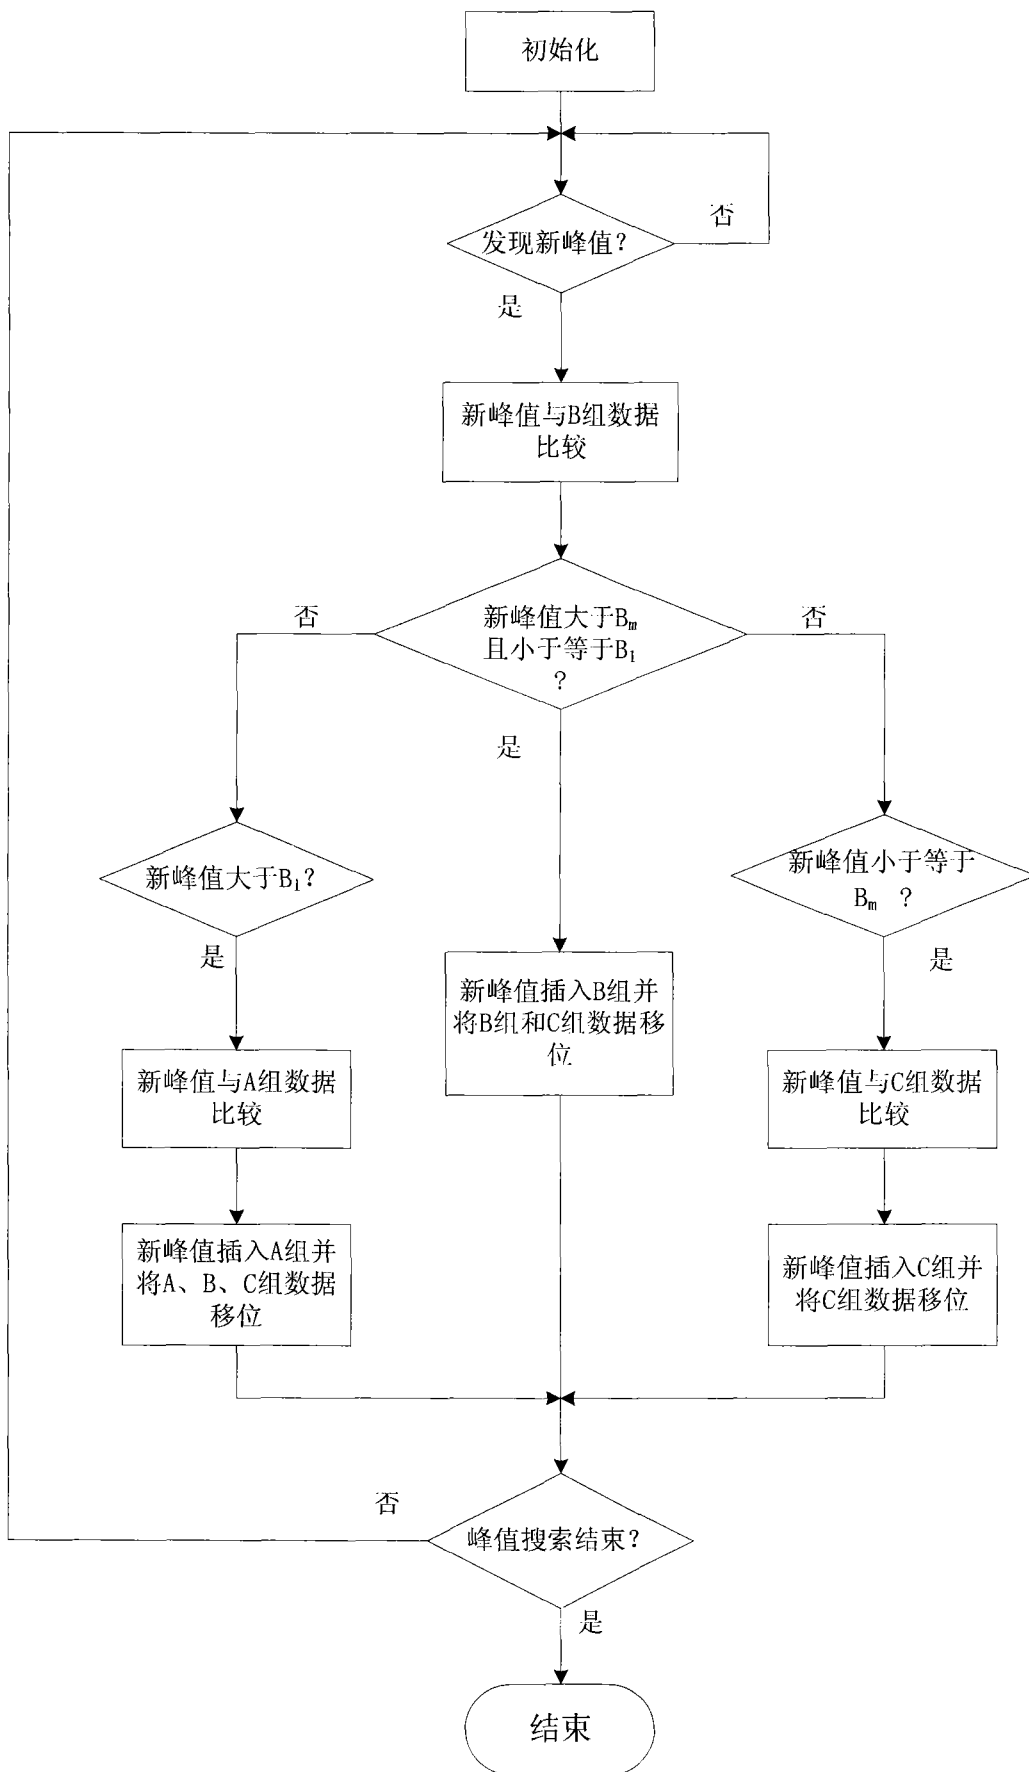 初始化
否
发现新峰值?
是
新峰值与B组数据
比较
否
新峰值大于Bₘ
且小于等于B₁
?
否
是
新峰值大于B₁?
新峰值小于等于
Bₘ ?
是
是
新峰值插入B组并
将B组和C组数据移
位
新峰值与A组数据
比较
新峰值与C组数据
比较
新峰值插入A组并
将A、B、C组数据
移位
新峰值插入C组并
将C组数据移位
否
峰值搜索结束?
是
结束